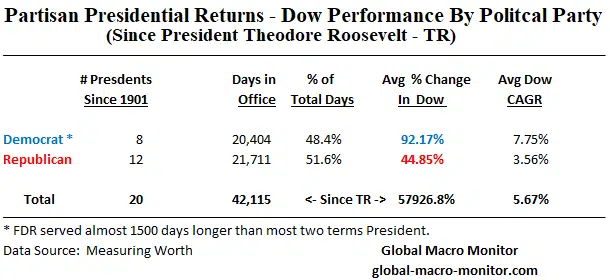 Partisan Presidential Returns - Dow Performance By Politcal Party
(Since President Theodore Roosevelt - TR)
# Presdents Days in % of Avg % Change Avg Dow
Since 1901 Office Total Days In Dow CAGR
Democrat * 8 20,404 48.4% 92.17% 7.75%
Republican 12 21,711 51.6% 44.85% 3.56%
Total 20 42,115 <- Since TR -> 57926.8% 5.67%
* FDR served almost 1500 days longer than most two terms President.
Data Source: Measuring Worth Global Macro Monitor
global-macro-monitor.com